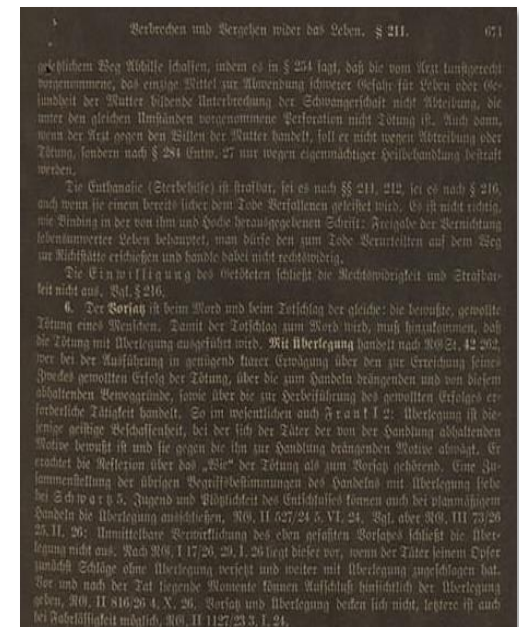 Verbrechen und Vergehen wider das Leben. § 211. 671
gesetzlichem Weg Abhilfe schaffen, indem es in § 254 sagt, daß die vom Arzt kunstgerecht
vorgenommene, das einzige Mittel zur Abwendung schwerer Gefahr für Leben oder Ge-
sundheit der Mutter bildende Unterbrechung der Schwangerschaft nicht Abtreibung, die
unter den gleichen Umständen vorgenommene Perforation nicht Tötung ist. Auch dann,
wenn der Arzt gegen den Willen der Mutter handelt, soll er nicht wegen Abtreibung oder
Tötung, sondern nach § 281 Entw. 27 nur wegen eigenmächtiger Heilbehandlung bestraft
werden.
Die Euthanasie (Sterbehilfe) ist strafbar, sei es nach §§ 211, 212, sei es nach § 216,
auch wenn sie einem bereits sicher dem Tode Verfallenen geleistet wird. Es ist nicht richtig,
wie Binding in der von ihm und Hoche herausgegebenen Schrift: Freigabe der Vernichtung
lebensunwerter Leben behauptet, man dürfe den zum Tode Verurteilten auf dem Weg
zur Richtstätte erschießen und handle dabei nicht rechtswidrig.
Die Einwilligung des Getöteten schließt die Rechtswidrigkeit und Strafbar-
keit nicht aus. Vgl. § 216.
6. Der Vorsatz ist beim Mord und beim Totschlag der gleiche: die bewußte, gewollte
Tötung eines Menschen. Damit der Totschlag zum Mord wird, muß hinzukommen, daß
die Tötung mit Überlegung ausgeführt wird. Mit Überlegung handelt nach RGSt. 42 262,
wer bei der Ausführung in genügend klarer Erwägung über den zur Erreichung seines
Zweckes gewollten Erfolg der Tötung, über die zum Handeln drängenden und von diesem
abhaltenden Beweggründe, sowie über die zur Herbeiführung des gewollten Erfolges er-
forderliche Tätigkeit handelt. So im wesentlichen auch Frank I 2: Überlegung ist die-
jenige geistige Beschaffenheit, bei der sich der Täter der von der Handlung abhaltenden
Motive bewußt ist und sie gegen die ihn zur Handlung drängenden Motive abwägt. Er
erachtet die Reflexion über das „Wie“ der Tötung als zum Vorsatz gehörend. Eine Zu-
sammenstellung der übrigen Begriffsbestimmungen des Handelns mit Überlegung siehe
bei Schwartz 5. Jugend und Plötzlichkeit des Entschlusses können auch bei planmäßigem
Handeln die Überlegung ausschließen, RG. II 527/24 5. VI. 24. Vgl. aber RG. III 73/26
25. II. 26: Unmittelbare Verwirklichung des eben gefaßten Vorsatzes schließt die Über-
legung nicht aus. Nach RG. I 17/26, 29. I. 26 liegt dieser vor, wenn der Täter seinem Opfer
zunächst Schläge ohne Überlegung versetzt und weiter mit Überlegung zugeschlagen hat.
Vor und nach der Tat liegende Momente können Aufschluß hinsichtlich der Überlegung
geben, RG. II 816/26 4. X. 26. Vorsatz und Überlegung decken sich nicht, letztere ist auch
bei Fahrlässigkeit möglich, RG. II 1127/23 3. I. 24.